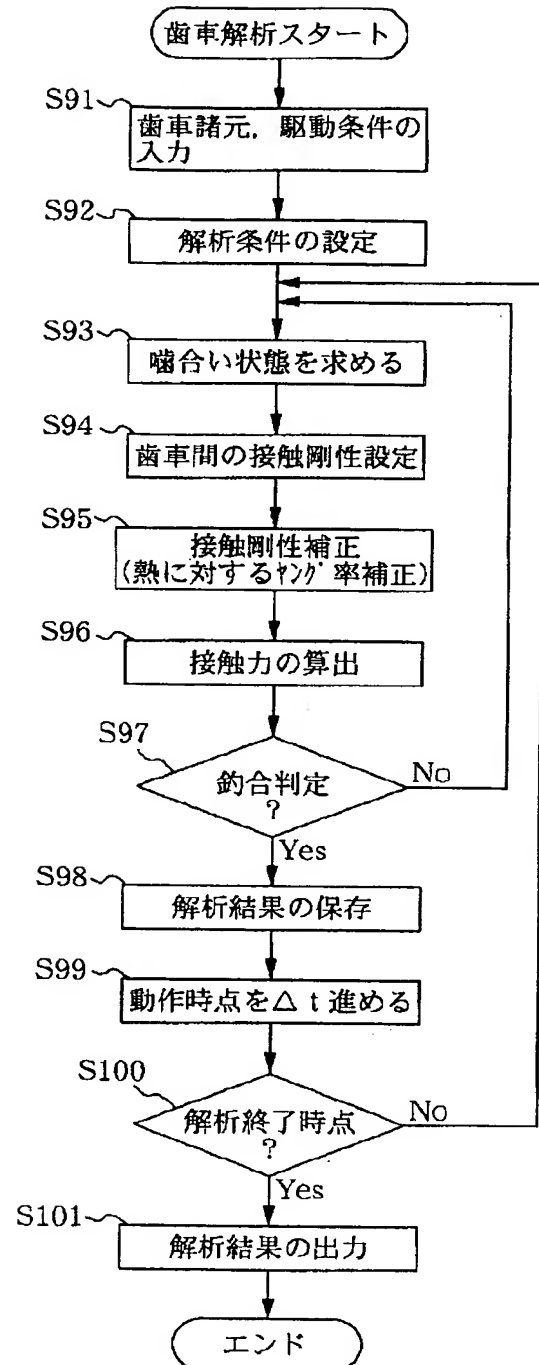 歯車解析スタート
S91
歯車諸元，駆動条件の
入力
S92
解析条件の設定
S93
噛合い状態を求める
S94
歯車間の接触剛性設定
S95
接触剛性補正
(熱に対するﾔﾝｸﾞ率補正)
S96
接触力の算出
S97
釣合判定
?
No
Yes
S98
解析結果の保存
S99
動作時点を△t進める
S100
解析終了時点
?
No
Yes
S101
解析結果の出力
エンド